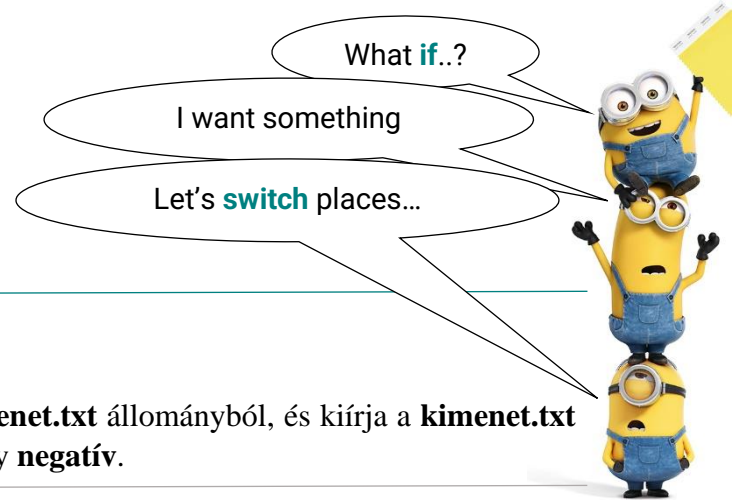 What if..?
I want something
Let's switch places…
enet.txt állományból, és kiírja a kimenet.txt
y negatív.